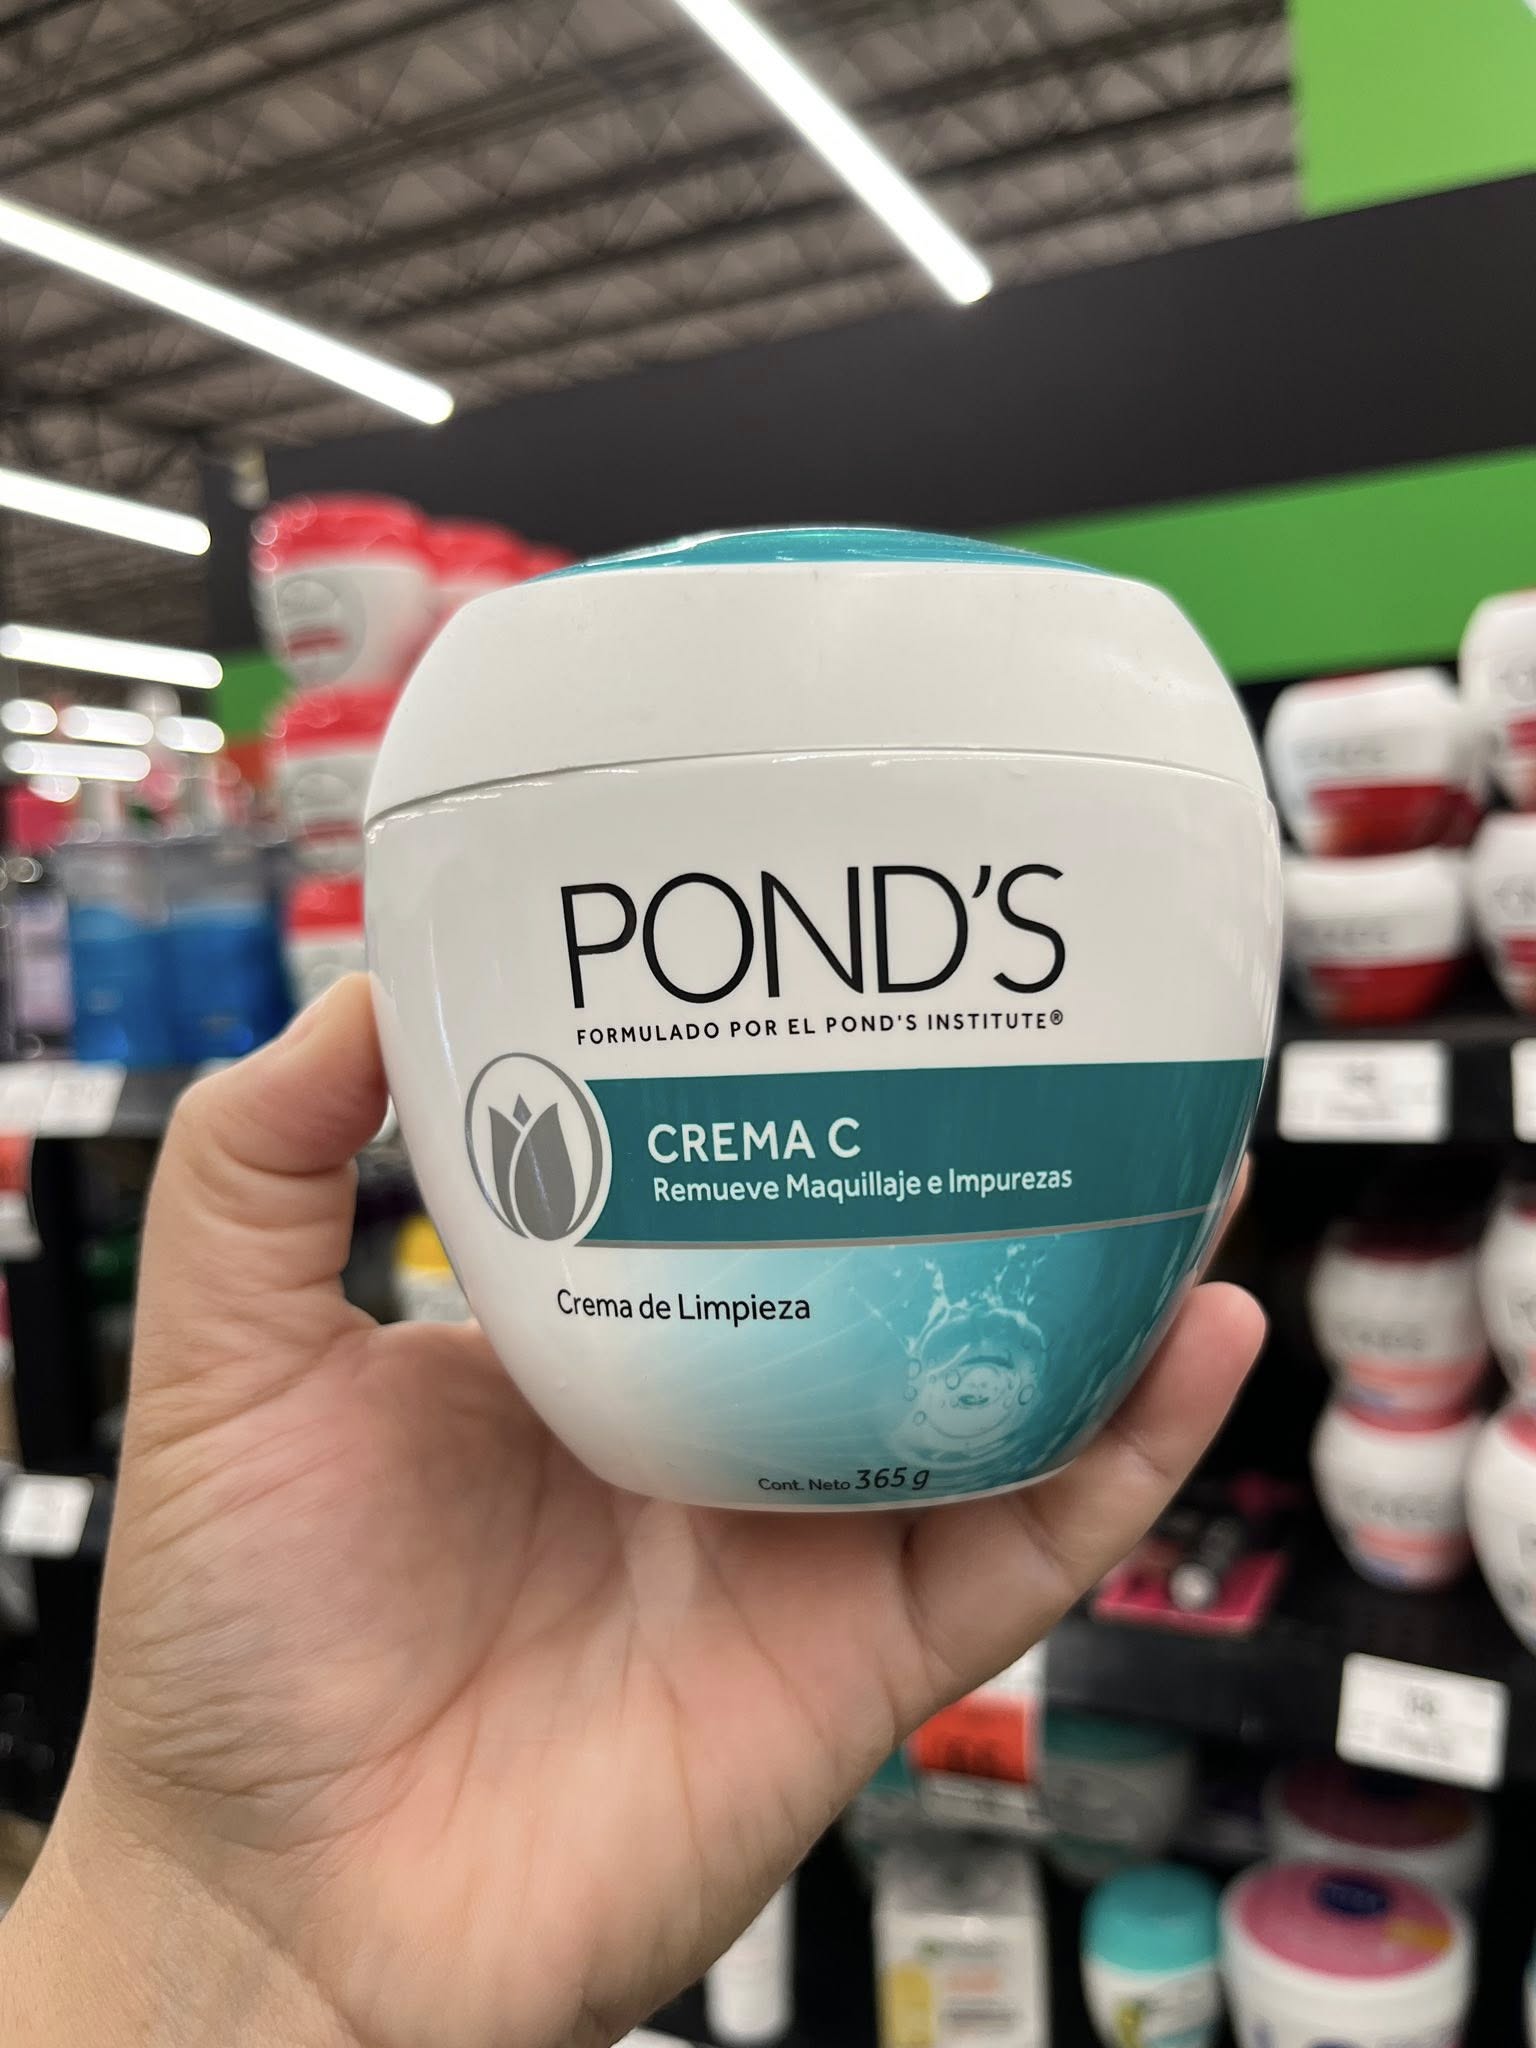 POND'S
FORMULADO POR EL POND'S INSTITUTE®
CREMA C
Remueve Maquillaje e Impurezas
Crema de Limpieza
Cont. Neto 365 g